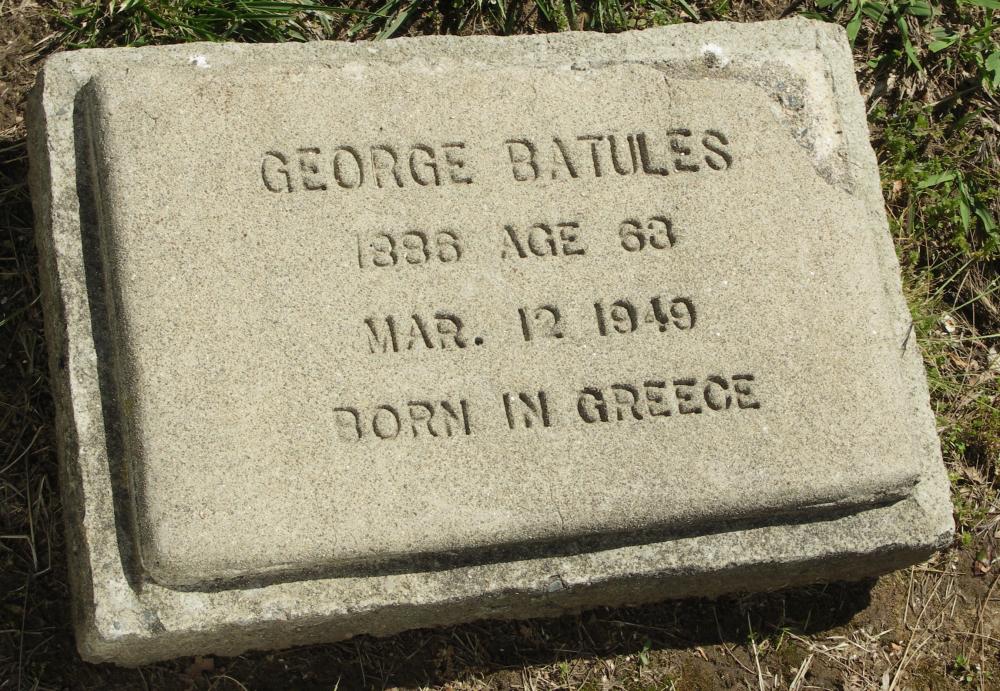 GEORGE BATULES
1886 AGE 63
MAR. 12 1949
BORN IN GREECE